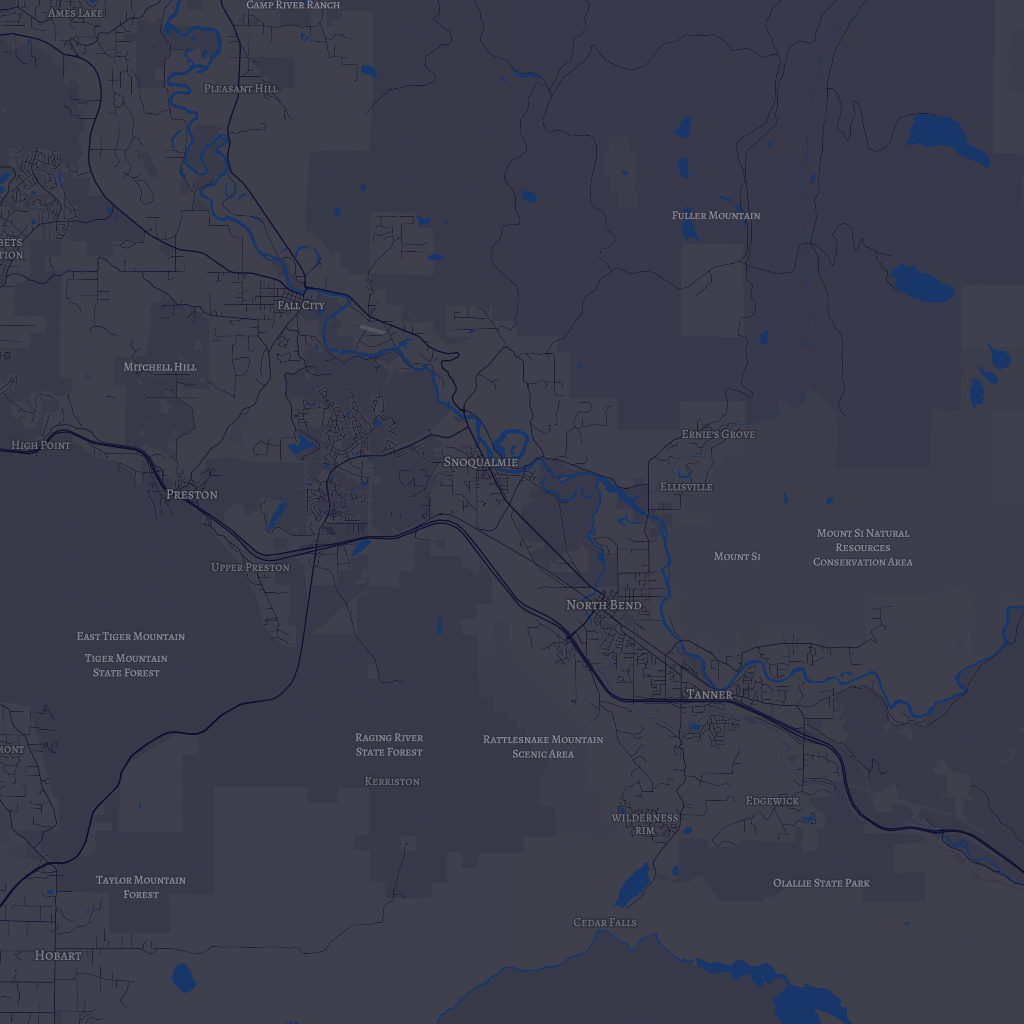 CAMP RIVER RANCH
AMES LAKE
PLEASANT HILL
FULLER MOUNTAIN
FALL CITY
MITCHELL HILL
ERNIE'S GROVE
HIGH POINT
SNOQUALMIE
ELLISVILLE
PRESTON
MOUNT SI NATURAL
RESOURCES
CONSERVATION AREA
MOUNT SI
UPPER PRESTON
NORTH BEND
EAST TIGER MOUNTAIN
TIGER MOUNTAIN
STATE FOREST
TANNER
RAGING RIVER
STATE FOREST
RATTLESNAKE MOUNTAIN
SCENIC AREA
KERRISTON
EDGEWICK
WILDERNESS
RIM
TAYLOR MOUNTAIN
FOREST
OLALLIE STATE PARK
CEDAR FALLS
HOBART